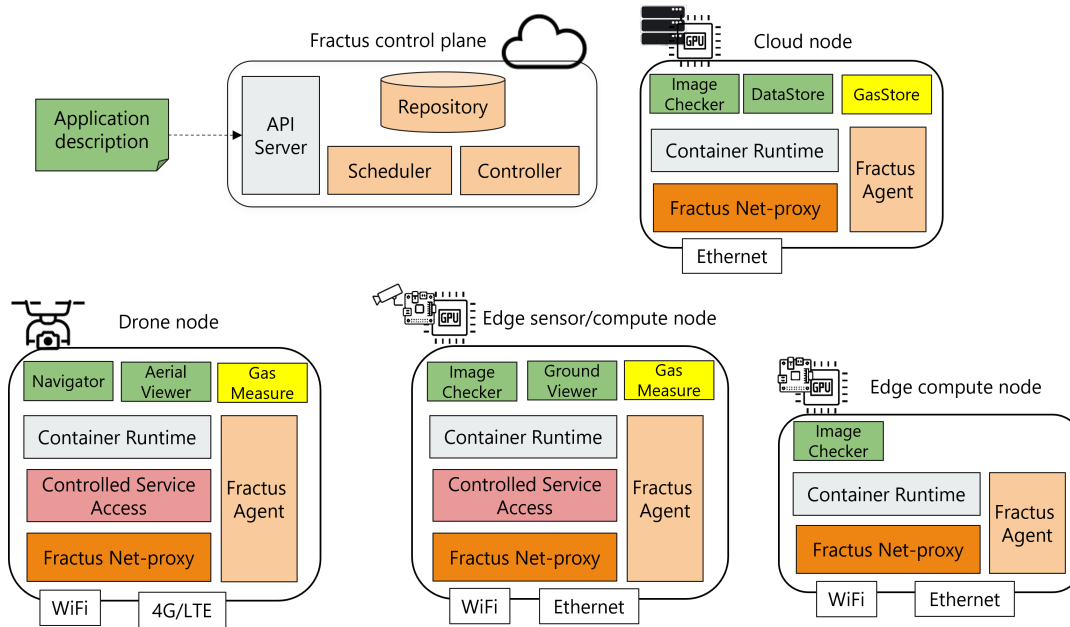 Fractus control plane
Application
description
API
Server
Repository
Scheduler
Controller
GPU
Cloud node
Image
Checker
DataStore
GasStore
Container Runtime
Fractus
Agent
Fractus Net-proxy
Ethernet
Drone node
Navigator
Aerial
Viewer
Gas
Measure
Container Runtime
Controlled Service
Access
Fractus
Agent
Fractus Net-proxy
WiFi
4G/LTE
GPU
Edge sensor/compute node
Image
Checker
Ground
Viewer
Gas
Measure
Container Runtime
Controlled Service
Access
Fractus
Agent
Fractus Net-proxy
WiFi
Ethernet
GPU
Edge compute node
Image
Checker
Container Runtime
Fractus
Agent
Fractus Net-proxy
WiFi
Ethernet